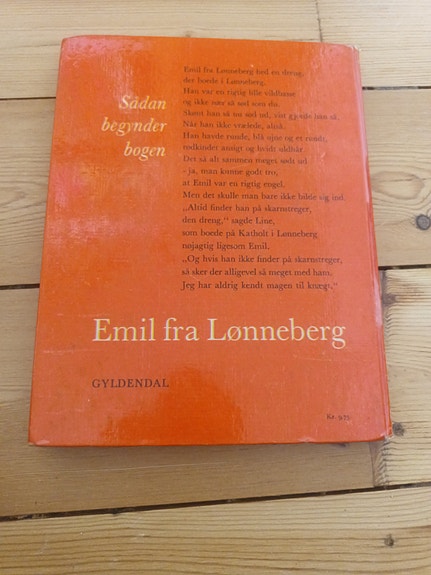 Sådan
begynder
bogen
Emil fra Lønneberg hed en dreng,
der boede i Lønneberg.
Han var en rigtig lille vildbasse
og ikke nær så sød som du.
Skønt han så nu sød ud, vist gjorde han så.
Når han ikke vrælede, altså.
Han havde runde, blå øjne og et rundt,
rødkindet ansigt og hvidt uldhår.
Det så alt sammen meget sødt ud
– ja, man kunne godt tro,
at Emil var en rigtig engel.
Men det skulle man bare ikke bilde sig ind.
„Altid finder han på skarnstreger,
den dreng,“ sagde Line,
som boede på Katholt i Lønneberg
nøjagtig ligesom Emil.
„Og hvis han ikke finder på skarnstreger,
så sker der alligevel så meget med ham.
Jeg har aldrig kendt magen til knægt.“
Emil fra Lønneberg
GYLDENDAL
Kr.